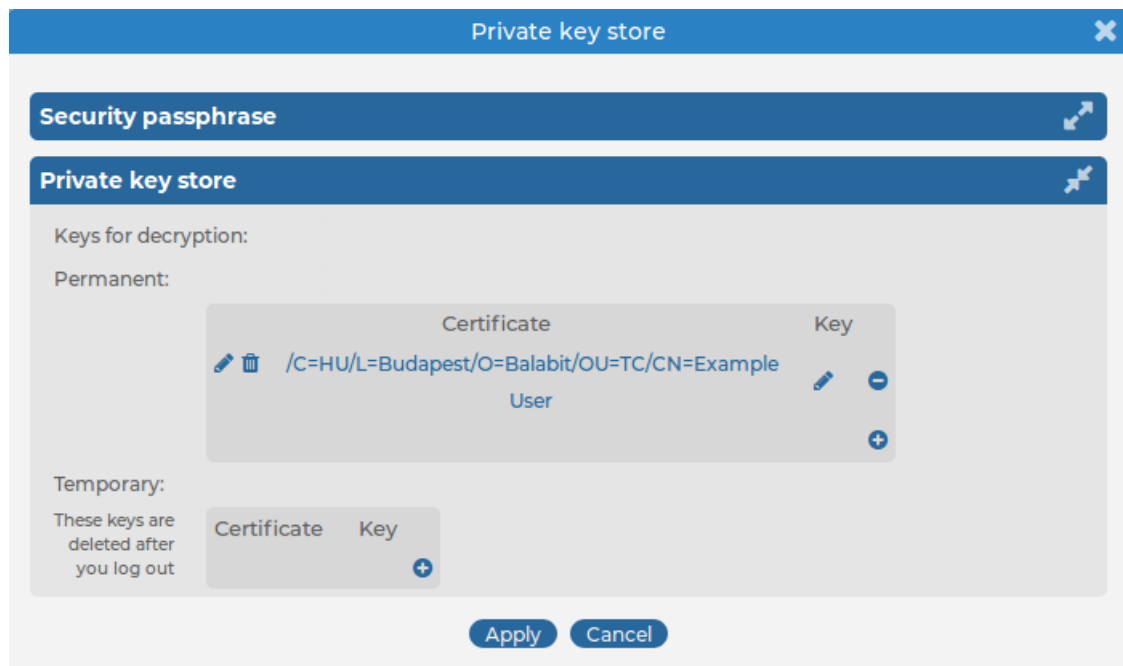 Private key store
Security passphrase
Private key store
Keys for decryption:
Permanent:
Certificate Key
/C=HU/L=Budapest/O=Balabit/OU=TC/CN=Example
User
Temporary:
These keys are
deleted after
you log out
Certificate Key
Apply Cancel